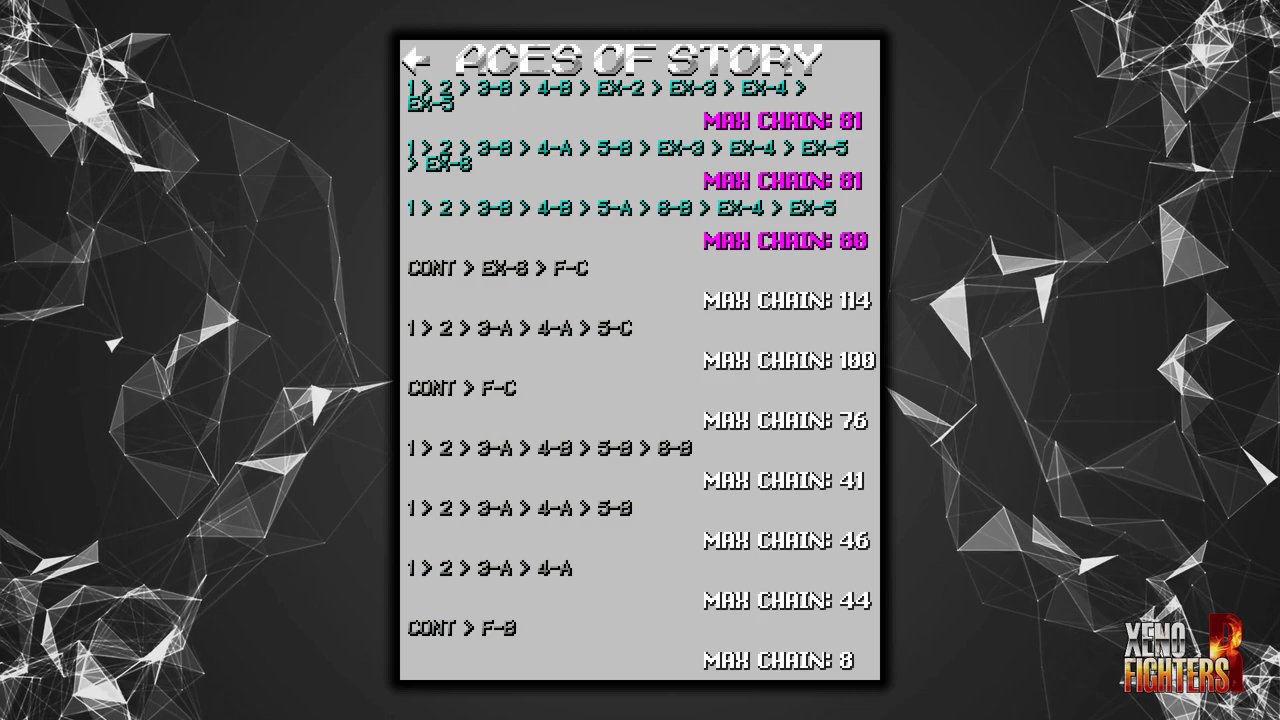 ← ACES OF STORY
1 > 2 > 3-B > 4-B > EX-2 > EX-3 > EX-4 >
EX-5
MAX CHAIN: 81
1 > 2 > 3-B > 4-A > 5-B > EX-3 > EX-4 > EX-5
> EX-6
MAX CHAIN: 81
1 > 2 > 3-B > 4-B > 5-A > 6-B > EX-4 > EX-5
MAX CHAIN: 80
CONT > EX-6 > F-C
MAX CHAIN: 114
1 > 2 > 3-A > 4-A > 5-C
MAX CHAIN: 100
CONT > F-C
MAX CHAIN: 76
1 > 2 > 3-A > 4-B > 5-B > 6-B
MAX CHAIN: 41
1 > 2 > 3-A > 4-A > 5-B
MAX CHAIN: 46
1 > 2 > 3-A > 4-A
MAX CHAIN: 44
CONT > F-B
MAX CHAIN: 8
XENO
FIGHTERS R